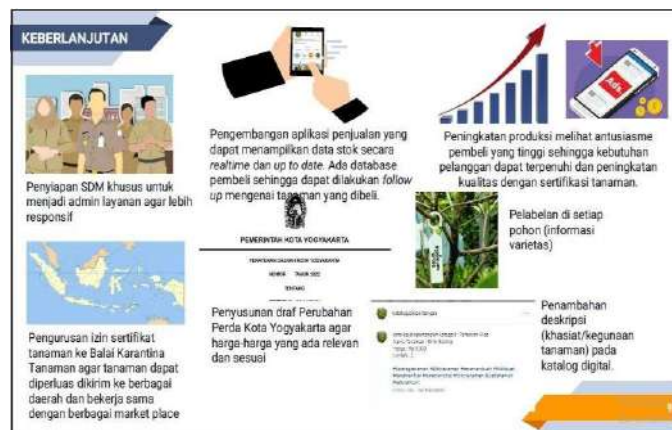 KEBERLANJUTAN
Penyiapan SDM khusus untuk
menjadi admin layanan agar lebih
responsif
Pengurusan izin sertifikat
tanaman ke Balai Karantina
Tanaman agar tanaman dapat
diperluas dikirim ke berbagai
daerah dan bekerja sama
dengan berbagai market place
Pengembangan aplikasi penjualan yang
dapat menampilkan data stok secara
realtime dan up to date. Ada database
pembeli sehingga dapat dilakukan follow
up mengenai tanaman yang dibeli.
PEMERINTAH KOTA YOGYAKARTA
NOMOR TAHUN 2022
TENTANG
Penyusunan draf Perubahan
Perda Kota Yogyakarta agar
harga-harga yang ada relevan
dan sesuai
Ads
Peningkatan produksi melihat antusiasme
pembeli yang tinggi sehingga kebutuhan
pelanggan dapat terpenuhi dan peningkatan
kualitas dengan sertifikasi tanaman.
Pelabelan di setiap
pohon (informasi
varietas)
Penambahan
deskripsi
(khasiat/kegunaan
tanaman) pada
katalog digital.